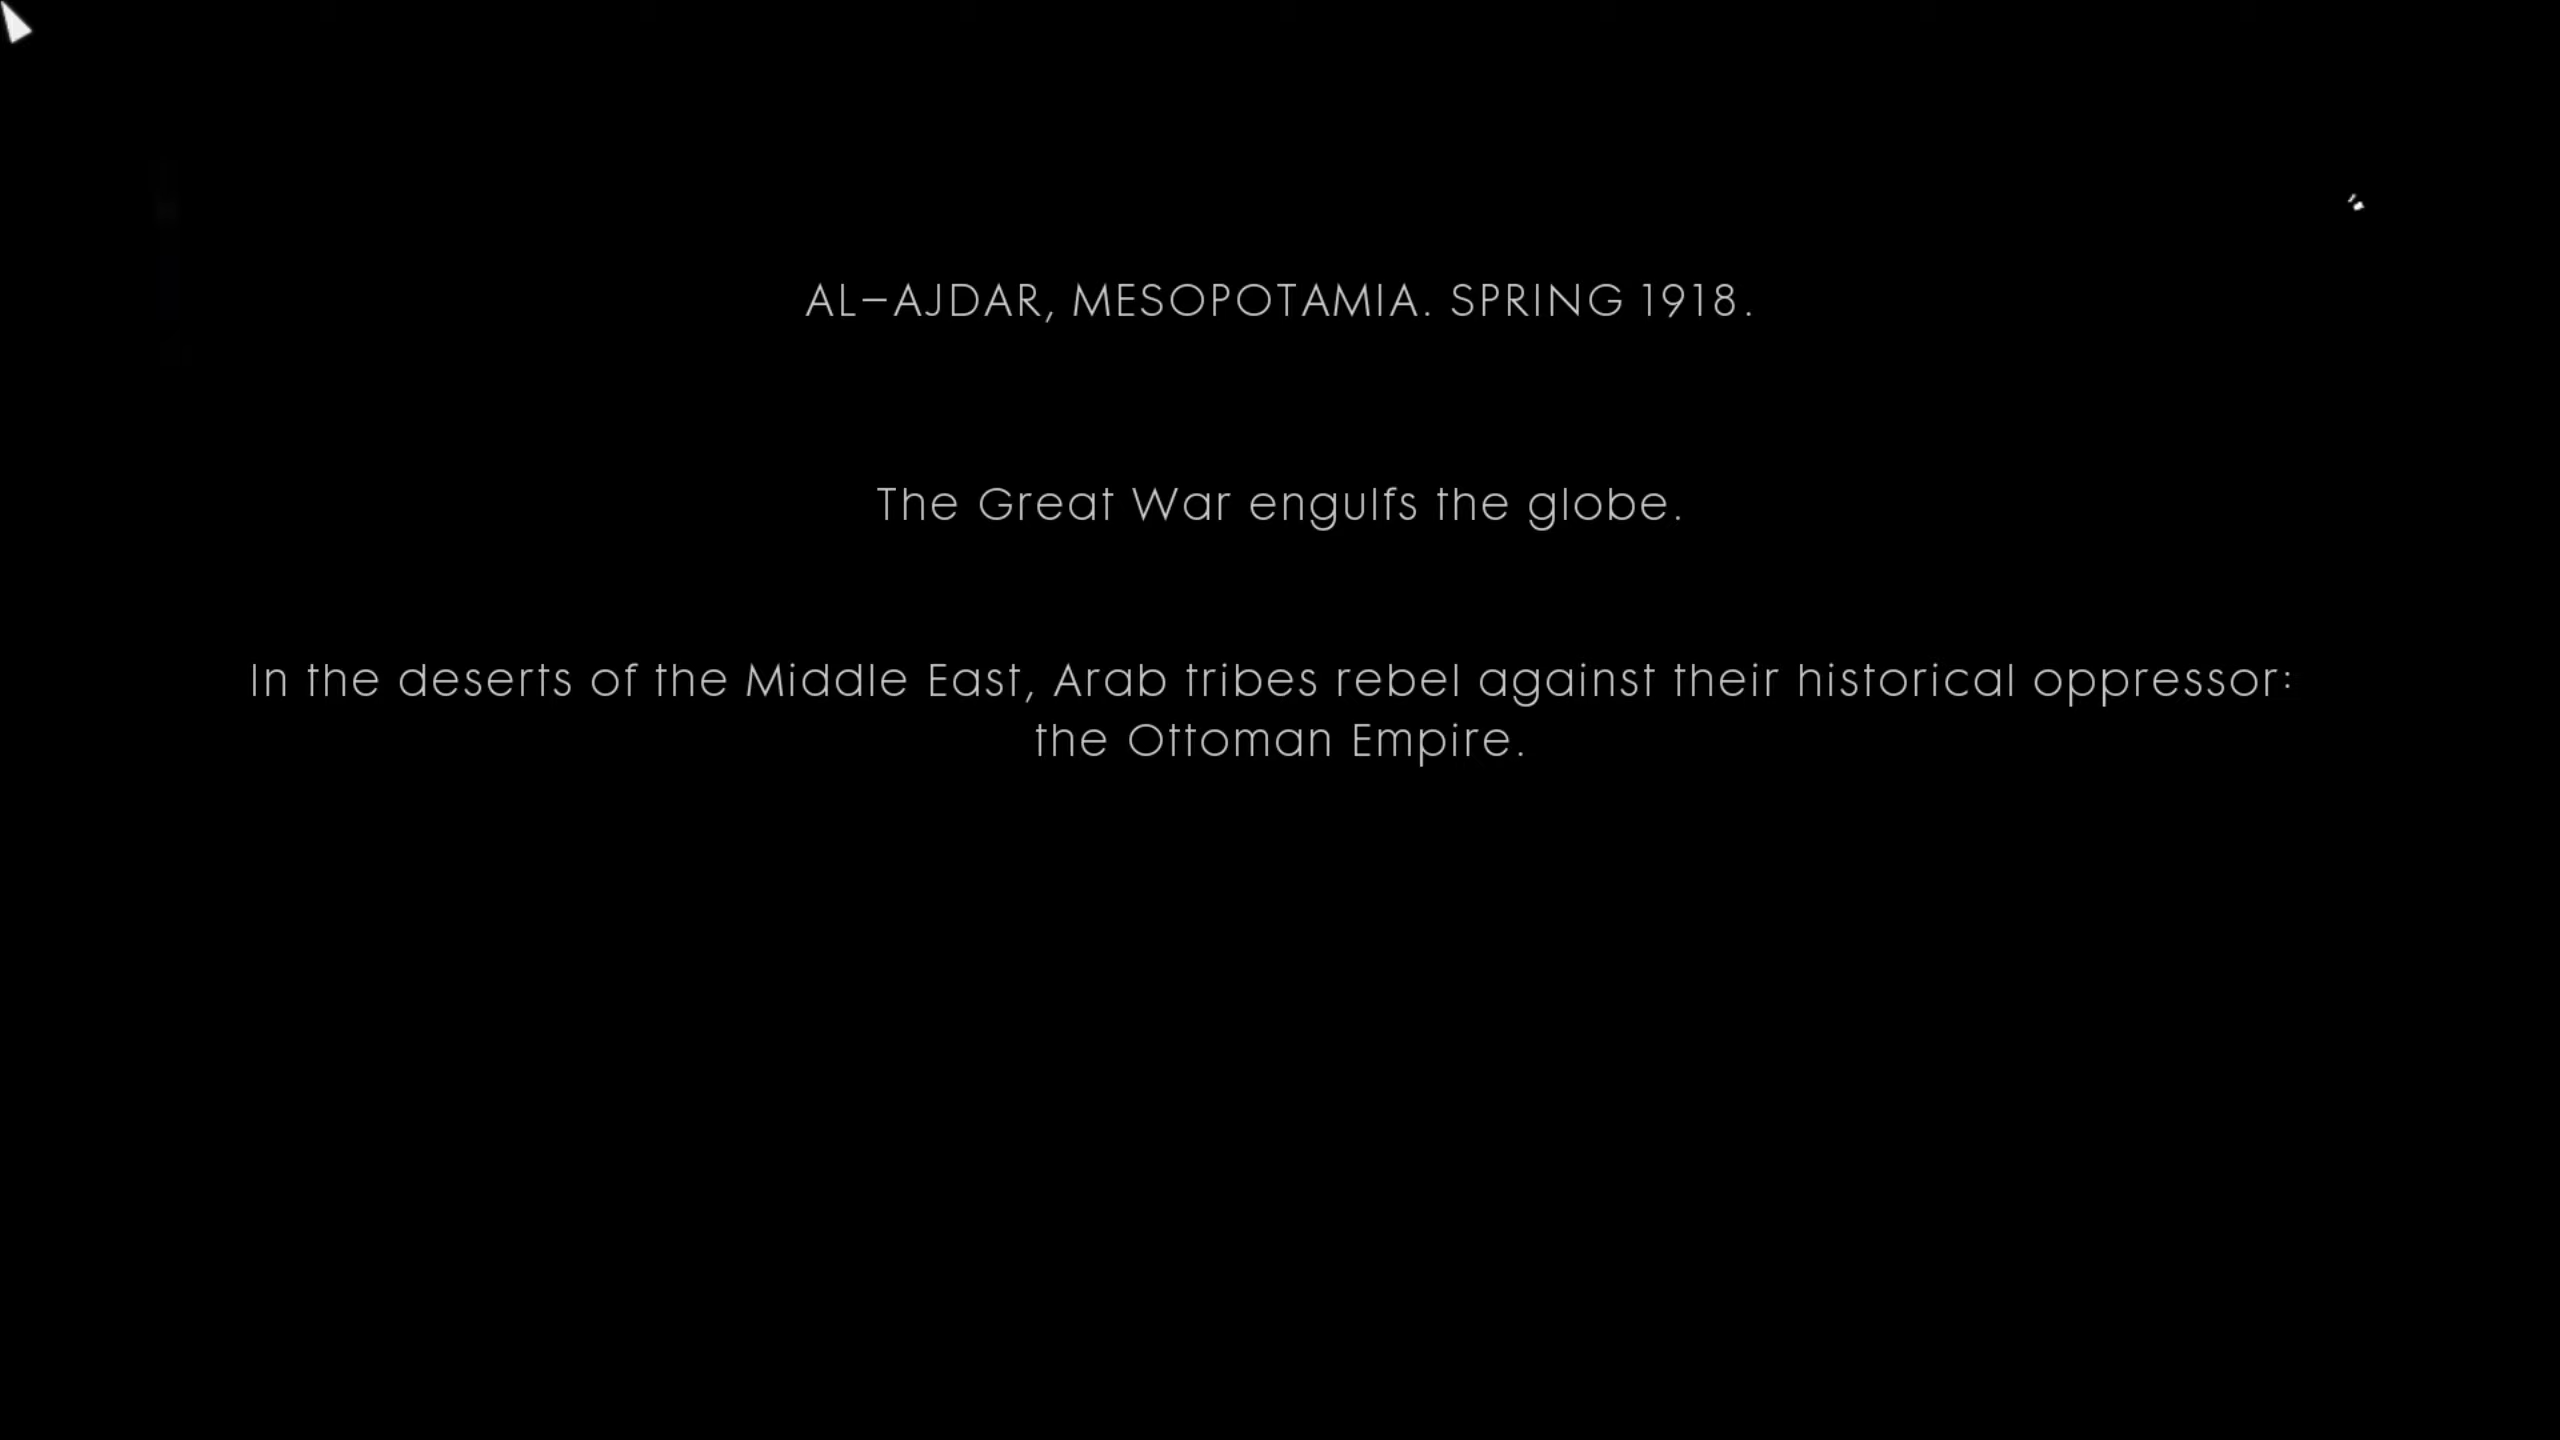 AL–AJDAR, MESOPOTAMIA. SPRING 1918.
The Great War engulfs the globe.
In the deserts of the Middle East, Arab tribes rebel against their historical oppressor:
the Ottoman Empire.